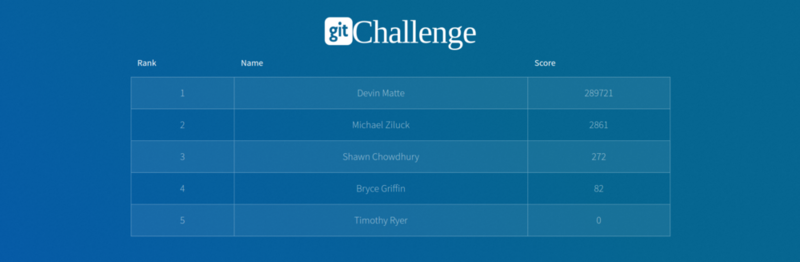 git Challenge
Rank Name Score
1 Devin Matte 289721
2 Michael Ziluck 2861
3 Shawn Chowdhury 272
4 Bryce Griffin 82
5 Timothy Ryer 0